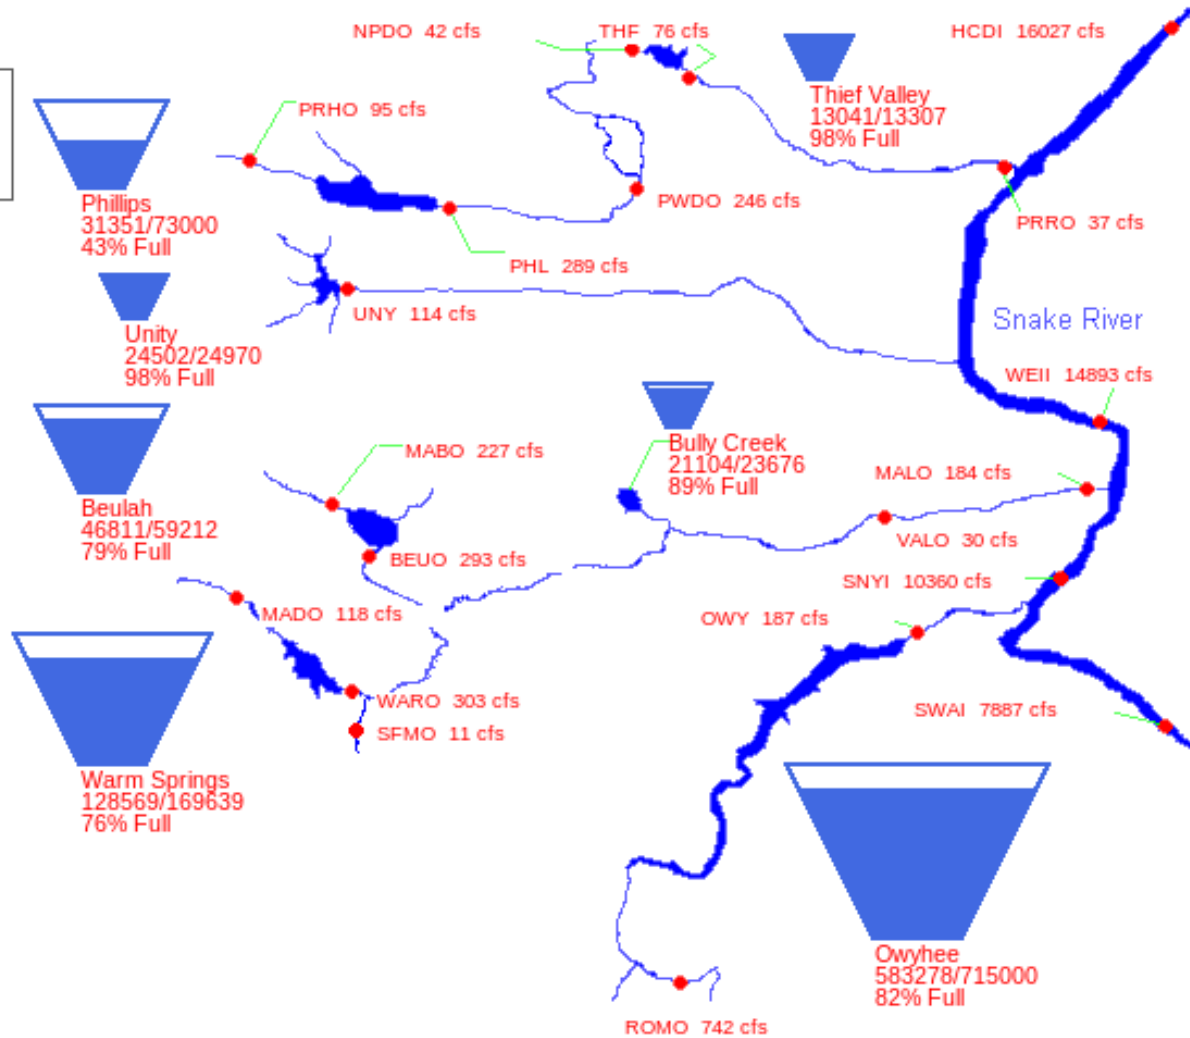 NPDO 42 cfs
THF 76 cfs
HCDI 16027 cfs
PRHO 95 cfs
Thief Valley
13041/13307
98% Full
Phillips
31351/73000
43% Full
PWDO 246 cfs
PRRO 37 cfs
PHL 289 cfs
UNY 114 cfs
Snake River
Unity
24502/24970
98% Full
WEII 14893 cfs
Bully Creek
21104/23676
89% Full
MABO 227 cfs
MALO 184 cfs
Beulah
46811/59212
79% Full
VALO 30 cfs
BEUO 293 cfs
SNYI 10360 cfs
MADO 118 cfs
OWY 187 cfs
WARO 303 cfs
SFMO 11 cfs
SWAI 7887 cfs
Warm Springs
128569/169639
76% Full
Owyhee
583278/715000
82% Full
ROMO 742 cfs